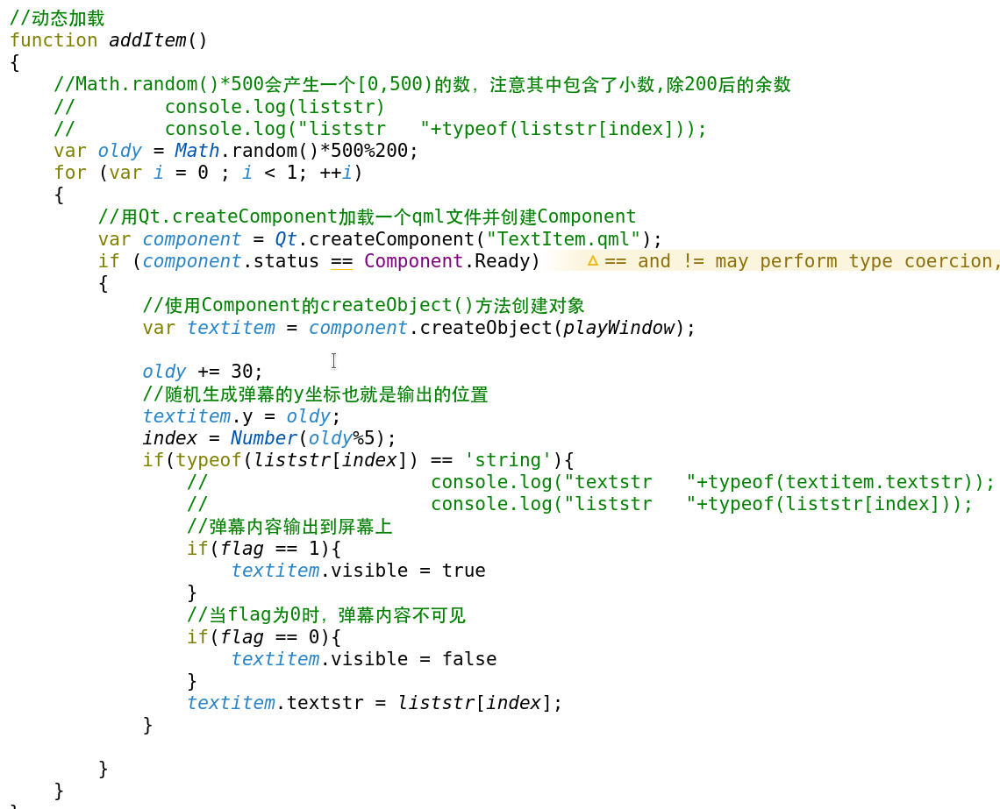 //动态加载
function addItem()
{
    //Math.random()*500会产生一个[0,500)的数，注意其中包含了小数,除200后的余数
    //        console.log(liststr)
    //        console.log("liststr   "+typeof(liststr[index]));
    var oldy = Math.random()*500%200;
    for (var i = 0 ; i < 1; ++i)
    {
        //用Qt.createComponent加载一个qml文件并创建Component
        var component = Qt.createComponent("TextItem.qml");
        if (component.status == Component.Ready)    == and != may perform type coercion,
        {
            //使用Component的createObject()方法创建对象
            var textitem = component.createObject(playWindow);

            oldy += 30;
            //随机生成弹幕的y坐标也就是输出的位置
            textitem.y = oldy;
            index = Number(oldy%5);
            if(typeof(liststr[index]) == 'string'){
                //                    console.log("textstr   "+typeof(textitem.textstr));
                //                    console.log("liststr   "+typeof(liststr[index]));
                //弹幕内容输出到屏幕上
                if(flag == 1){
                    textitem.visible = true
                }
                //当flag为0时，弹幕内容不可见
                if(flag == 0){
                    textitem.visible = false
                }
                textitem.textstr = liststr[index];
            }

        }
    }